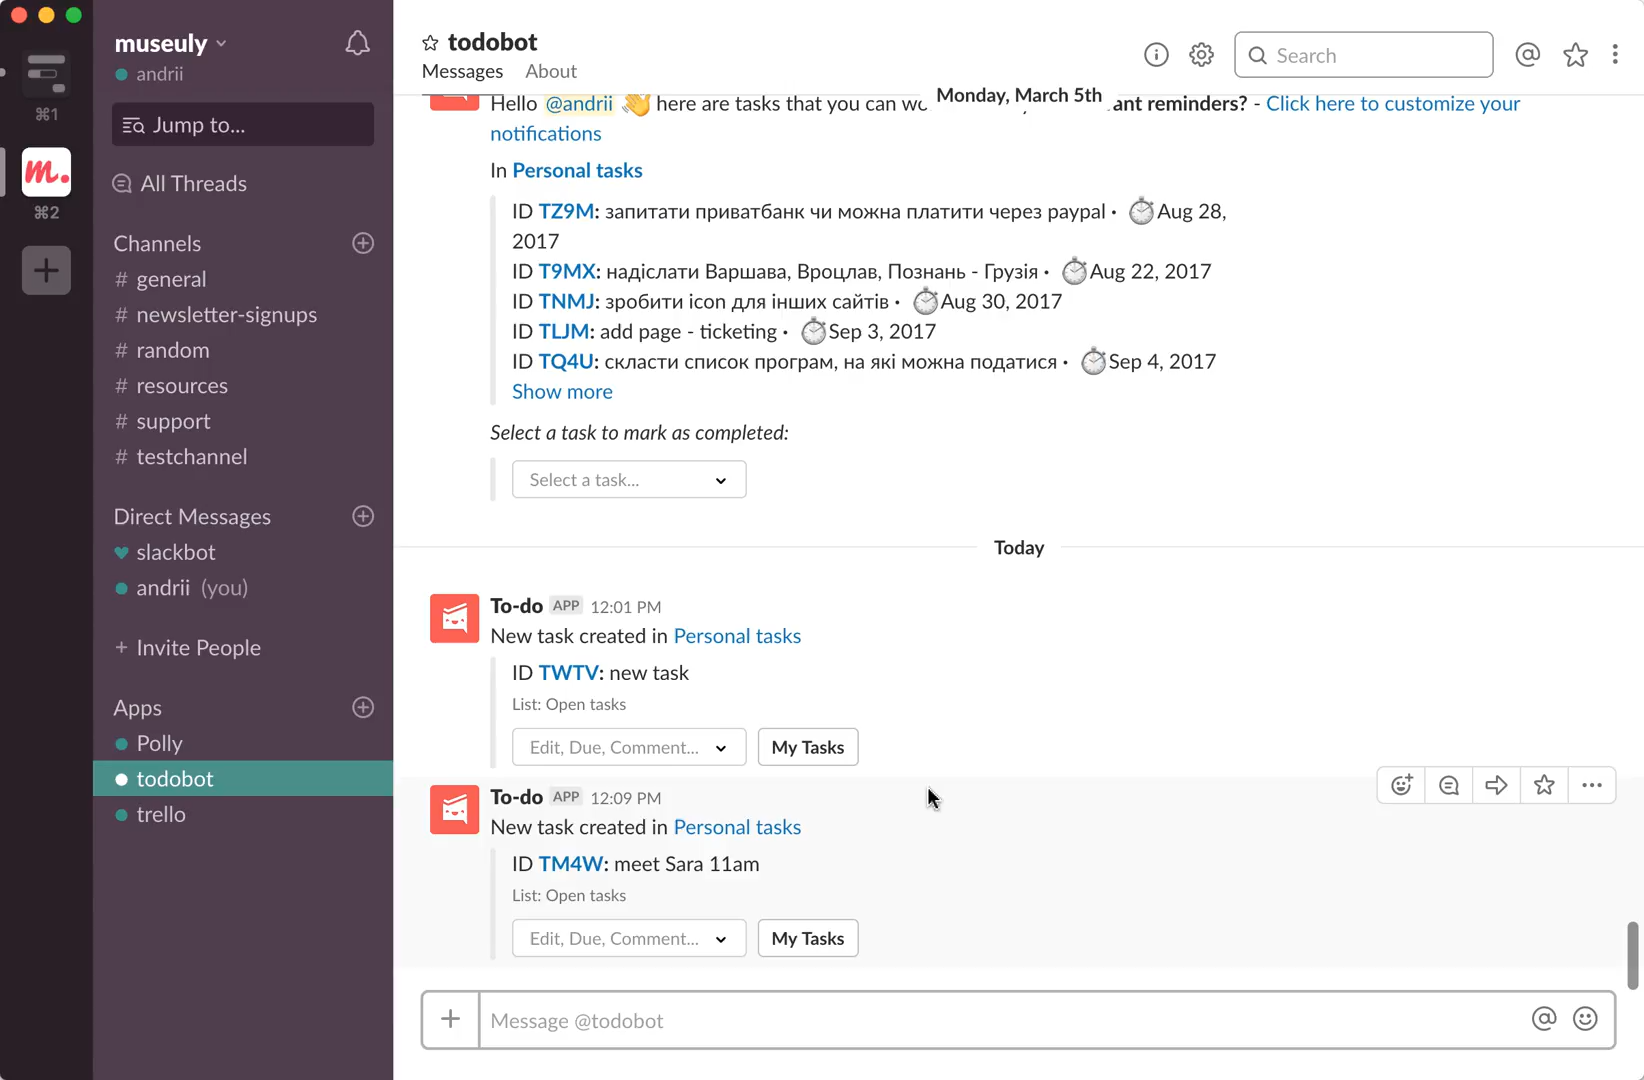 museuly
andrii
⌘1
Jump to...
m.
⌘2
All Threads
Channels
# general
# newsletter-signups
# random
# resources
# support
# testchannel
Direct Messages
slackbot
andrii (you)
+ Invite People
Apps
Polly
todobot
trello
todobot
Messages About
Search
Monday, March 5th
Hello @andrii 👋 here are tasks that you can ant reminders? - Click here to customize your
notifications
In Personal tasks
ID TZ9M: запитати приватбанк чи можна платити через paypal • ⏱Aug 28,
2017
ID T9MX: надіслати Варшава, Вроцлав, Познань - Грузія • ⏱Aug 22, 2017
ID TNMJ: зробити icon для інших сайтів • ⏱Aug 30, 2017
ID TLJM: add page - ticketing • ⏱Sep 3, 2017
ID TQ4U: скласти список програм, на які можна податися • ⏱Sep 4, 2017
Show more
Select a task to mark as completed:
Select a task...
Today
To-do APP 12:01 PM
New task created in Personal tasks
ID TWTV: new task
List: Open tasks
Edit, Due, Comment... My Tasks
To-do APP 12:09 PM
New task created in Personal tasks
ID TM4W: meet Sara 11am
List: Open tasks
Edit, Due, Comment... My Tasks
Message @todobot